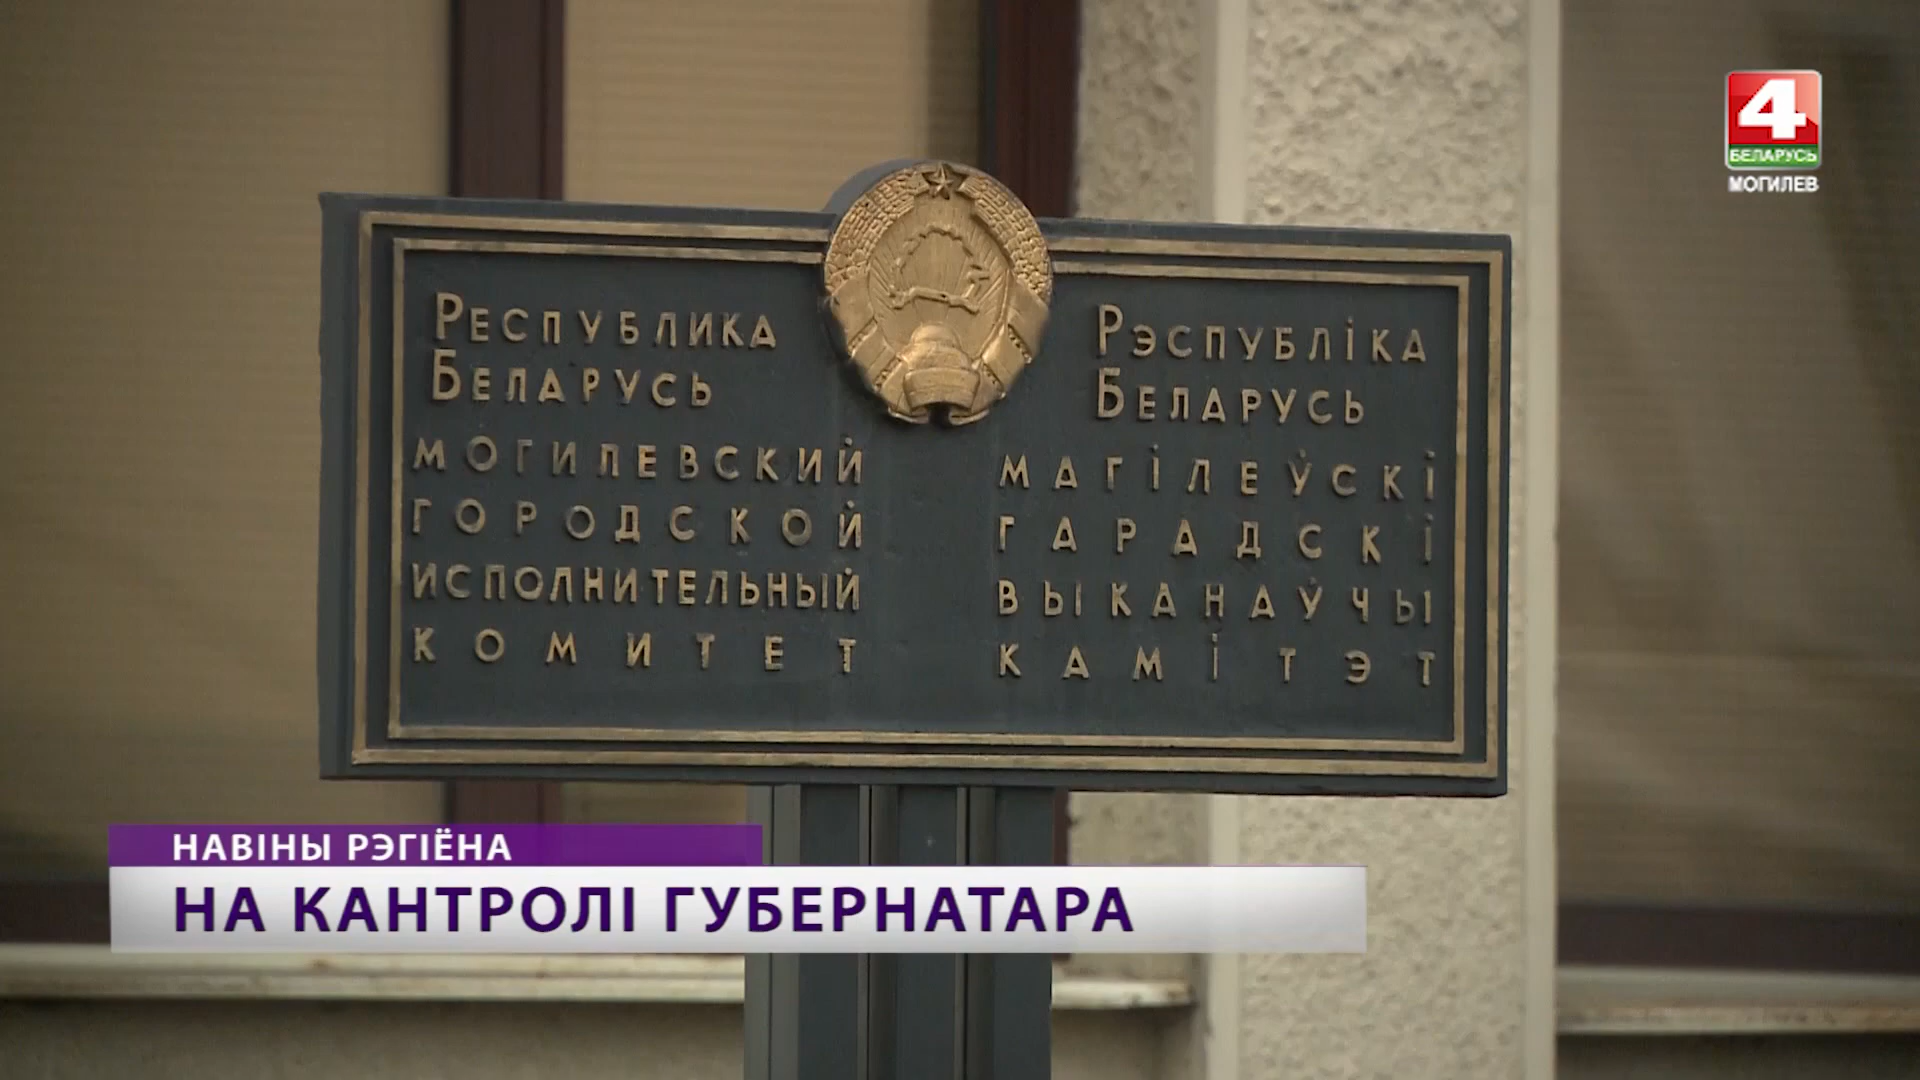 4
БЕЛАРУСЬ
МОГИЛЕВ
РЕСПУБЛИКА
БЕЛАРУСЬ
МОГИЛЕВСКИЙ
ГОРОДСКОЙ
ИСПОЛНИТЕЛЬНЫЙ
КОМИТЕТ
РЭСПУБЛІКА
БЕЛАРУСЬ
МАГІЛЕЎСКІ
ГАРАДСКІ
ВЫКАНАЎЧЫ
КАМІТЭТ
НАВІНЫ РЭГІЁНА
НА КАНТРОЛІ ГУБЕРНАТАРА